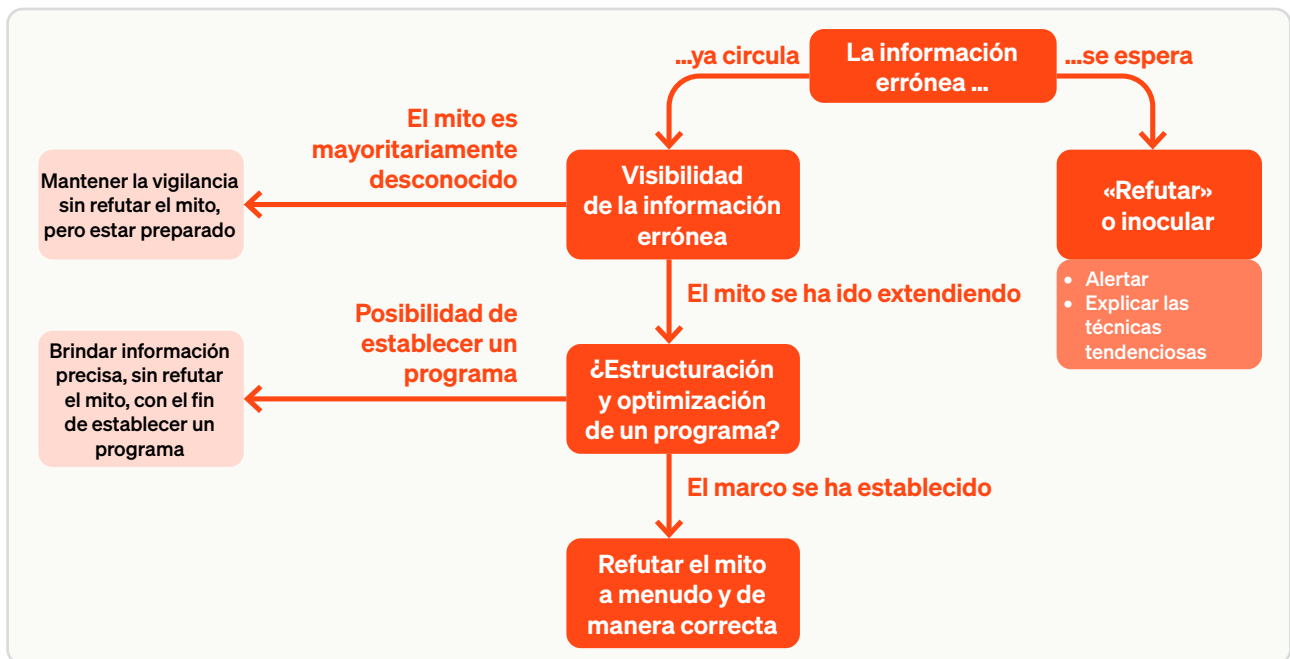 La información
errónea ...
...ya circula
...se espera
El mito es
mayoritariamente
desconocido
Mantener la vigilancia
sin refutar el mito,
pero estar preparado
Visibilidad
de la información
errónea
«Refutar»
o inocular
• Alertar
• Explicar las
técnicas
tendenciosas
El mito se ha ido extendiendo
Posibilidad de
establecer un
programa
Brindar información
precisa, sin refutar
el mito, con el fin
de establecer un
programa
¿Estructuración
y optimización
de un programa?
El marco se ha establecido
Refutar el mito
a menudo y de
manera correcta